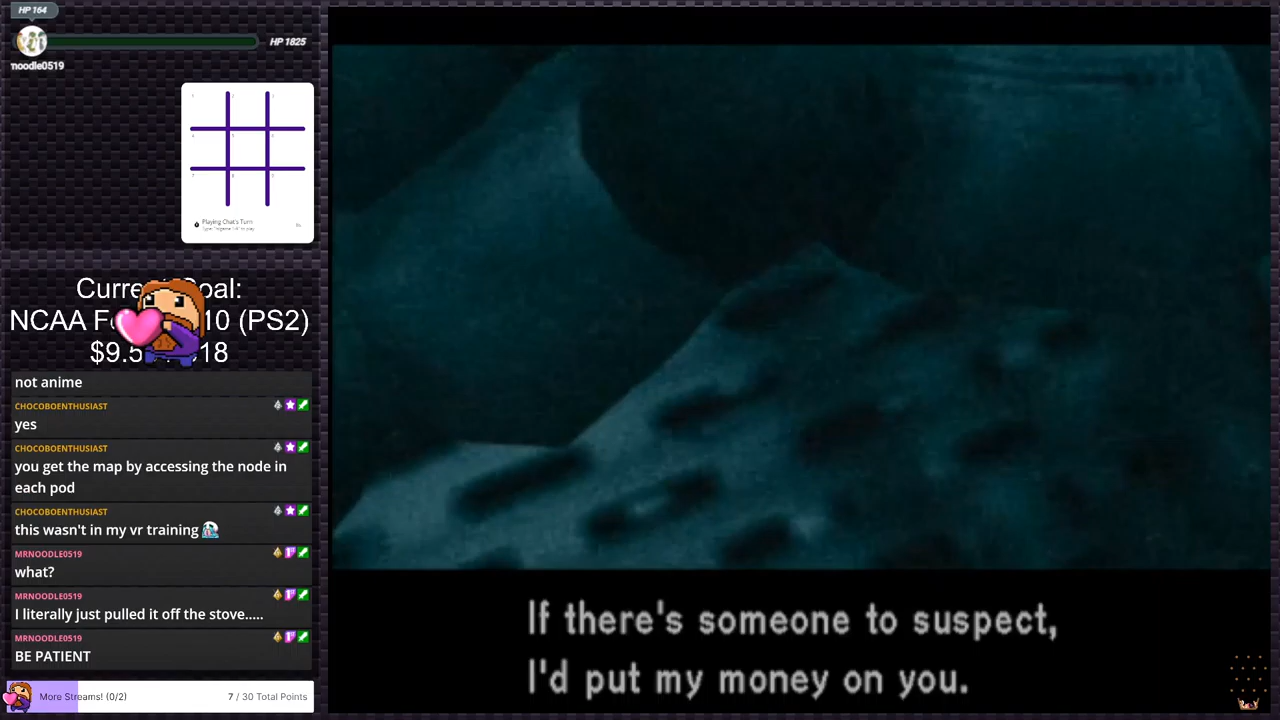 HP 164
HP 1825
noodle0519
Playing Chat's Turn
NCAA F 10 (PS2)
$9.5 18
not anime
CHOCOBOENTHUSIAST
yes
CHOCOBOENTHUSIAST
you get the map by accessing the node in
each pod
CHOCOBOENTHUSIAST
this wasn't in my vr training
MRNOODLE0519
what?
MRNOODLE0519
I literally just pulled it off the stove.....
MRNOODLE0519
BE PATIENT
More Streams! (0/2)
7 / 30 Total Points
If there's someone to suspect,
I'd put my money on you.